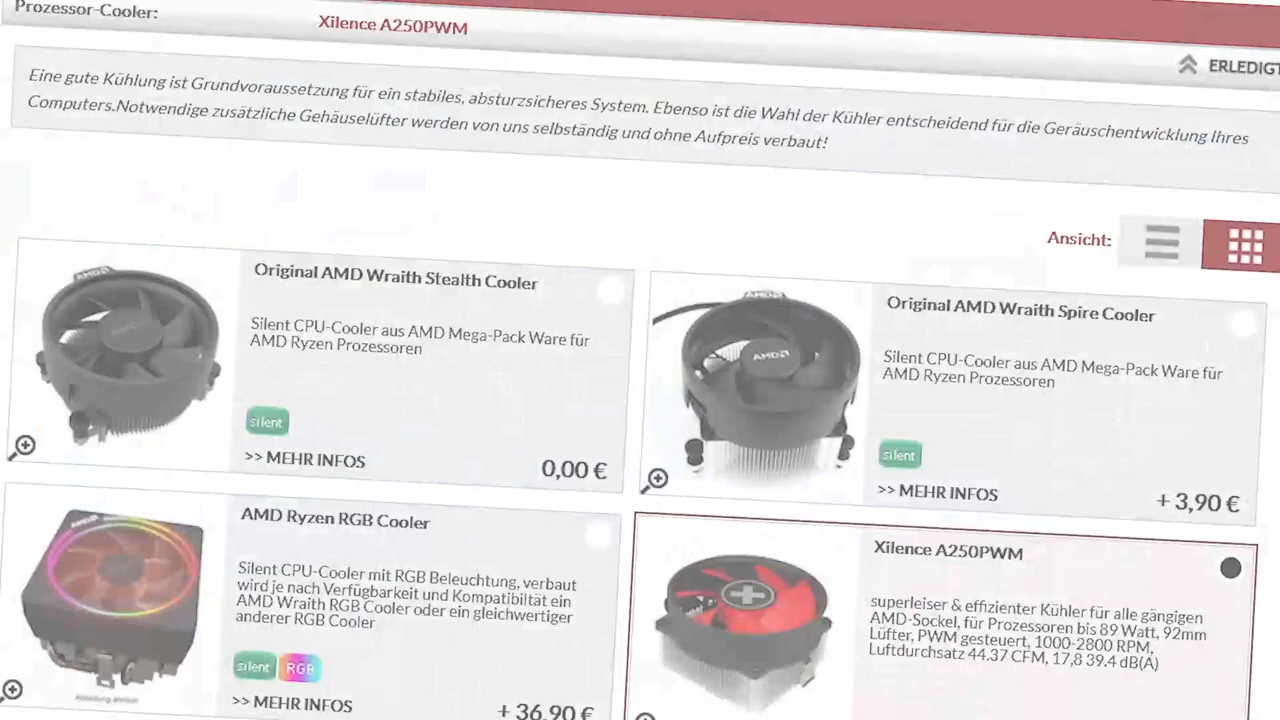 Prozessor-Cooler:
Xilence A250PWM
ERLEDIGT
Eine gute Kühlung ist Grundvoraussetzung für ein stabiles, absturzsicheres System. Ebenso ist die Wahl der Kühler entscheidend für die Geräuschentwicklung Ihres
Computers.Notwendige zusätzliche Gehäuselüfter werden von uns selbständig und ohne Aufpreis verbaut!
Ansicht:
Original AMD Wraith Stealth Cooler
Silent CPU-Cooler aus AMD Mega-Pack Ware für
AMD Ryzen Prozessoren
silent
>> MEHR INFOS
0,00 €
Original AMD Wraith Spire Cooler
Silent CPU-Cooler aus AMD Mega-Pack Ware für
AMD Ryzen Prozessoren
silent
>> MEHR INFOS
+ 3,90 €
AMD Ryzen RGB Cooler
Silent CPU-Cooler mit RGB Beleuchtung, verbaut
wird je nach Verfügbarkeit und Kompatibiltät ein
AMD Wraith RGB Cooler oder ein gleichwertiger
anderer RGB Cooler
silent RGB
>> MEHR INFOS
+ 36,90 €
Abbildung ähnlich
Xilence A250PWM
superleiser & effizienter Kühler für alle gängigen
AMD-Sockel, für Prozessoren bis 89 Watt, 92mm
Lüfter, PWM gesteuert, 1000-2800 RPM,
Luftdurchsatz 44.37 CFM, 17,8 39.4 dB(A)
AMD
AMD
AMD
AMD